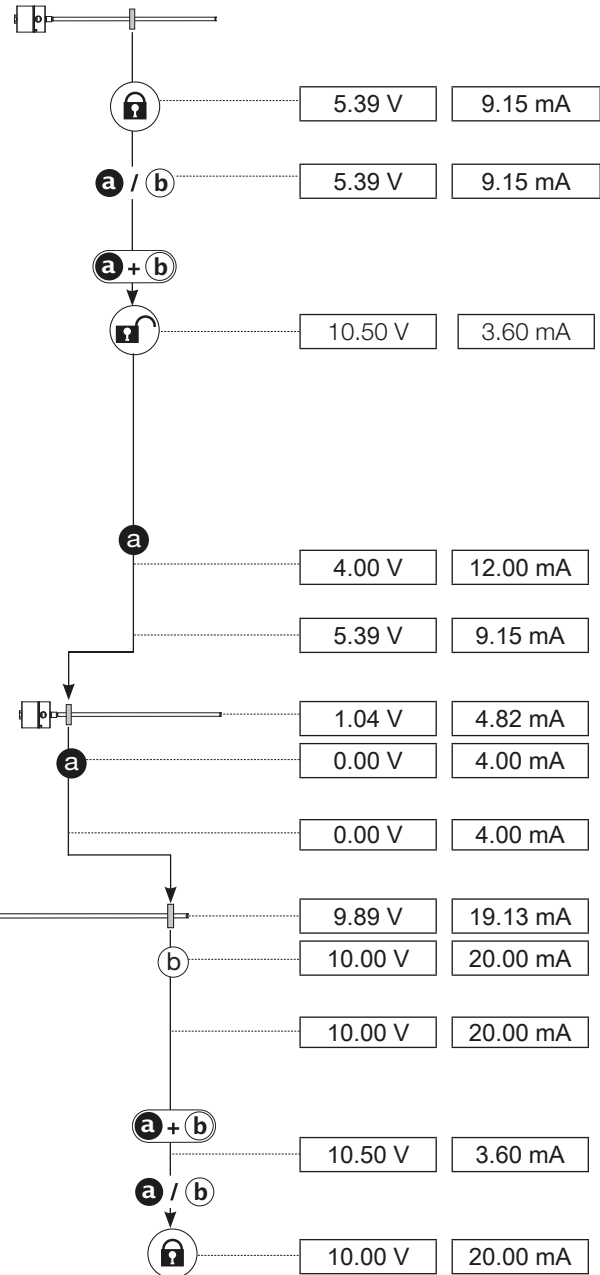 5.39 V 9.15 mA
a / b 5.39 V 9.15 mA
a + b
10.50 V 3.60 mA
a
4.00 V 12.00 mA
5.39 V 9.15 mA
1.04 V 4.82 mA
a 0.00 V 4.00 mA
0.00 V 4.00 mA
9.89 V 19.13 mA
b 10.00 V 20.00 mA
10.00 V 20.00 mA
a + b
10.50 V 3.60 mA
a / b
10.00 V 20.00 mA